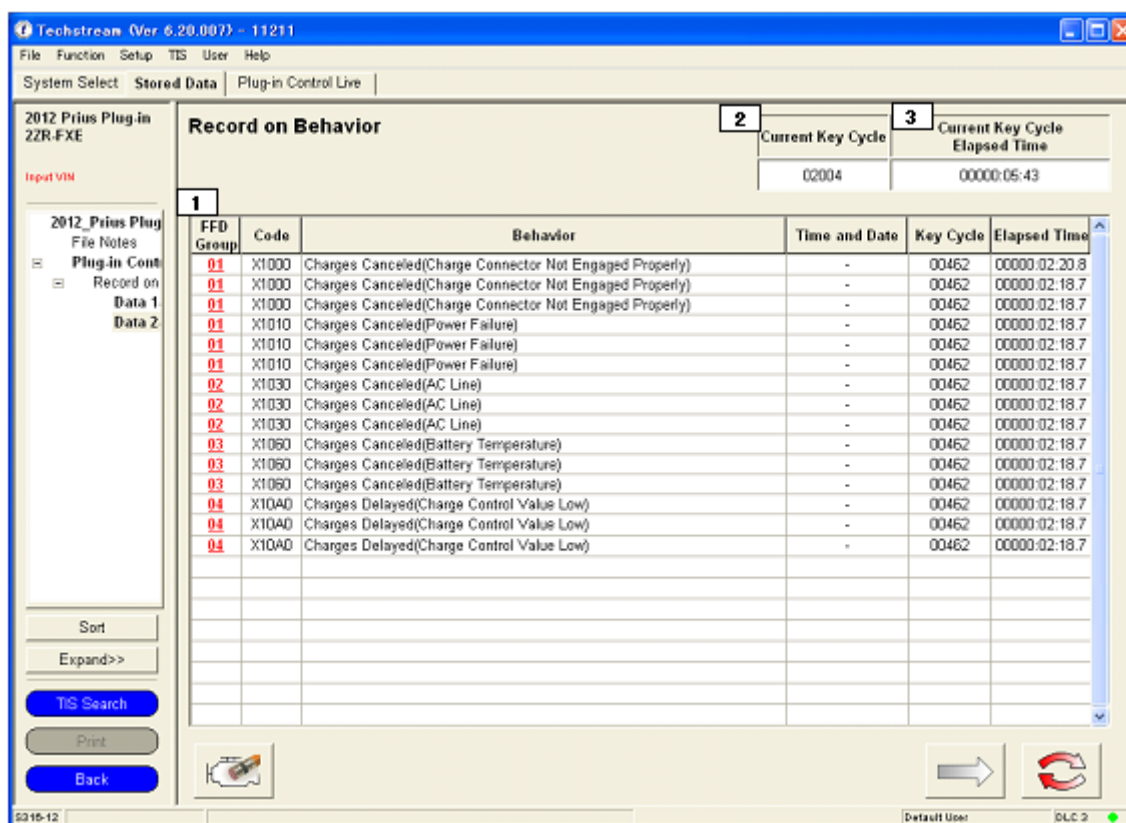 Techstream (Ver 6.20.007) - 11211
File Function Setup TIS User Help
System Select Stored Data Plug-in Control Live
2012 Prius Plug-in
2ZR-FXE
Input VIN
2012_Prius Plug
File Notes
Plug-in Cont
Record on
Data 1
Data 2
Sort
Expand>>
TIS Search
Print
Back
Record on Behavior
2 Current Key Cycle
02004
3 Current Key Cycle
Elapsed Time
00000:05:43
1
FFD
Group Code Behavior Time and Date Key Cycle Elapsed Time
01 X1000 Charges Canceled(Charge Connector Not Engaged Properly) - 00462 00000:02:20.8
01 X1000 Charges Canceled(Charge Connector Not Engaged Properly) - 00462 00000:02:18.7
01 X1000 Charges Canceled(Charge Connector Not Engaged Properly) - 00462 00000:02:18.7
01 X1010 Charges Canceled(Power Failure) - 00462 00000:02:18.7
01 X1010 Charges Canceled(Power Failure) - 00462 00000:02:18.7
01 X1010 Charges Canceled(Power Failure) - 00462 00000:02:18.7
02 X1030 Charges Canceled(AC Line) - 00462 00000:02:18.7
02 X1030 Charges Canceled(AC Line) - 00462 00000:02:18.7
02 X1030 Charges Canceled(AC Line) - 00462 00000:02:18.7
03 X1060 Charges Canceled(Battery Temperature) - 00462 00000:02:18.7
03 X1060 Charges Canceled(Battery Temperature) - 00462 00000:02:18.7
03 X1060 Charges Canceled(Battery Temperature) - 00462 00000:02:18.7
04 X10A0 Charges Delayed(Charge Control Value Low) - 00462 00000:02:18.7
04 X10A0 Charges Delayed(Charge Control Value Low) - 00462 00000:02:18.7
04 X10A0 Charges Delayed(Charge Control Value Low) - 00462 00000:02:18.7
S316-12 Default User DLC 3